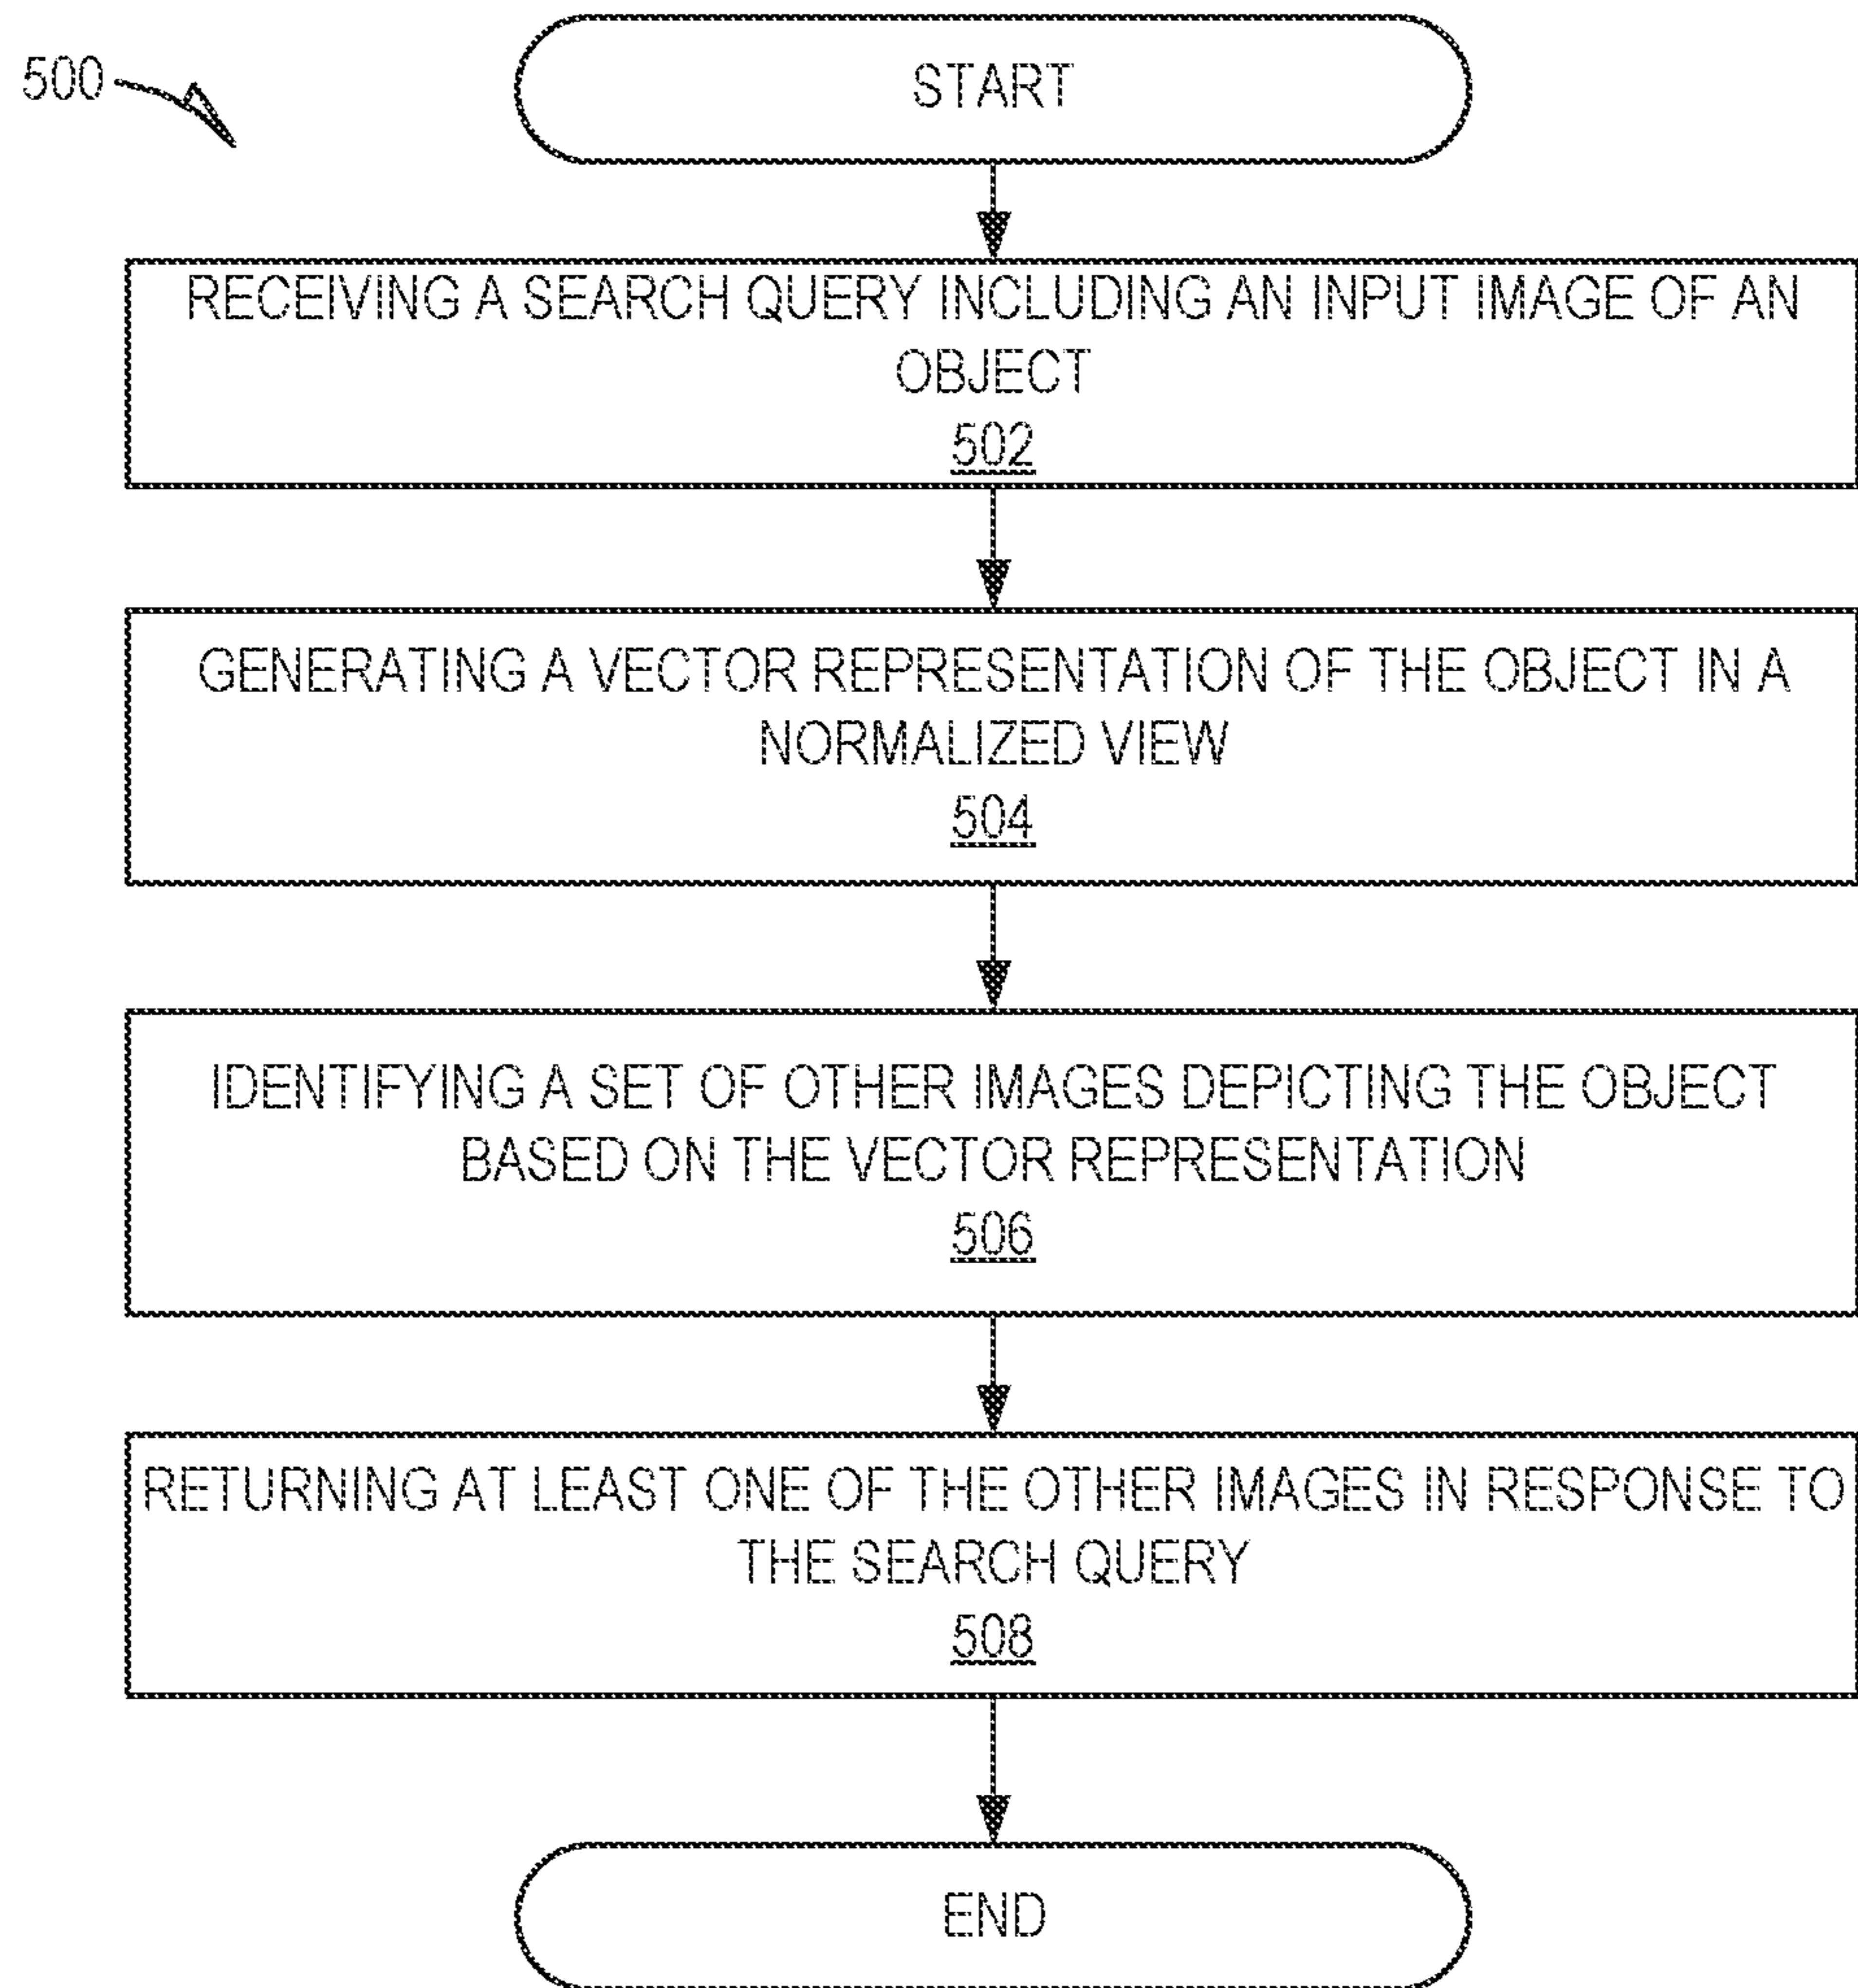 500
START
RECEIVING A SEARCH QUERY INCLUDING AN INPUT IMAGE OF AN
OBJECT
502
GENERATING A VECTOR REPRESENTATION OF THE OBJECT IN A
NORMALIZED VIEW
504
IDENTIFYING A SET OF OTHER IMAGES DEPICTING THE OBJECT
BASED ON THE VECTOR REPRESENTATION
506
RETURNING AT LEAST ONE OF THE OTHER IMAGES IN RESPONSE TO
THE SEARCH QUERY
508
END